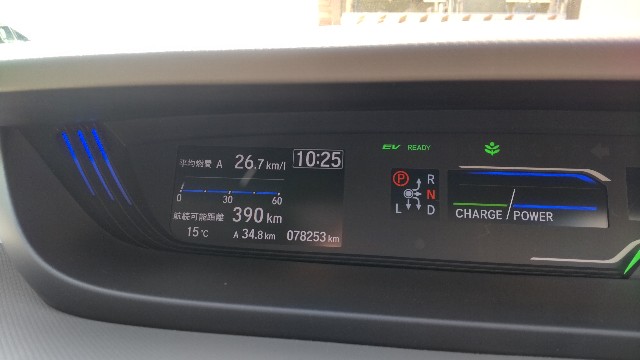 平均燃費 A 26.7 km/l 10:25
0 30 60
航続可能距離 390 km
15℃ A 34.8 km 078253 km
EV READY
P R
N
L D
CHARGE POWER